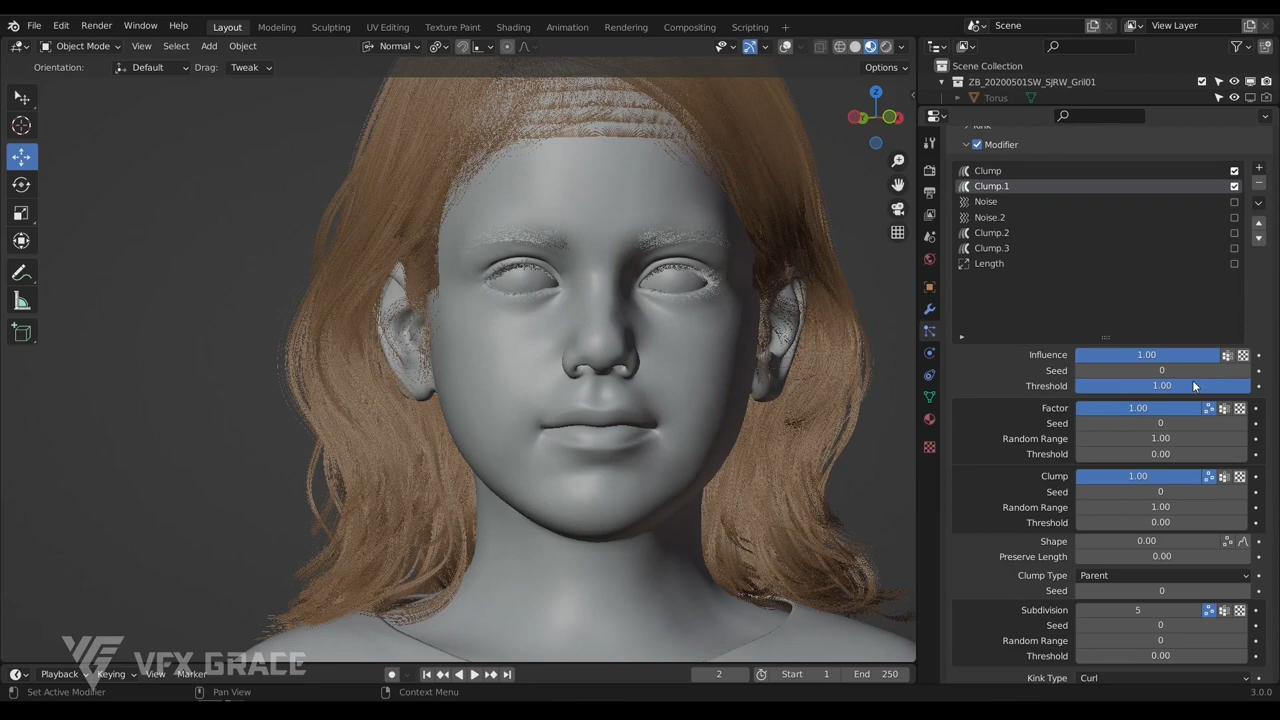 File Edit Render Window Help Layout Modeling Sculpting UV Editing Texture Paint Shading Animation Rendering Compositing Scripting + Scene View Layer
Object Mode View Select Add Object Normal
Orientation: Default Drag: Tweak Options
Scene Collection
ZB_20200501SW_SJRW_Gril01
Torus
Z
Y
X
Modifier
Clump
Clump.1
Noise
Noise.2
Clump.2
Clump.3
Length
Influence 1.00
Seed 0
Threshold 1.00
Factor 1.00
Seed 0
Random Range 1.00
Threshold 0.00
Clump 1.00
Seed 0
Random Range 1.00
Threshold 0.00
Shape 0.00
Preserve Length 0.00
Clump Type Parent
Seed 0
Subdivision 5
Seed 0
Random Range 0
Threshold 0.00
Kink Type Curl
VFX GRACE
Playback Keying View Marker 2 Start 1 End 250
Set Active Modifier Pan View Context Menu 3.0.0